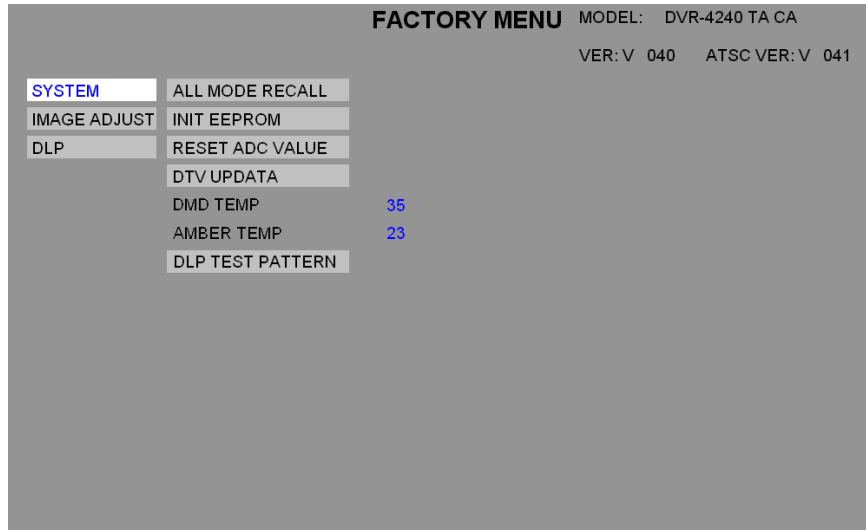 FACTORY MENU MODEL: DVR-4240 TA CA
VER: V 040 ATSC VER: V 041
SYSTEM ALL MODE RECALL
IMAGE ADJUST INIT EEPROM
DLP RESET ADC VALUE
DTV UPDATA
DMD TEMP 35
AMBER TEMP 23
DLP TEST PATTERN